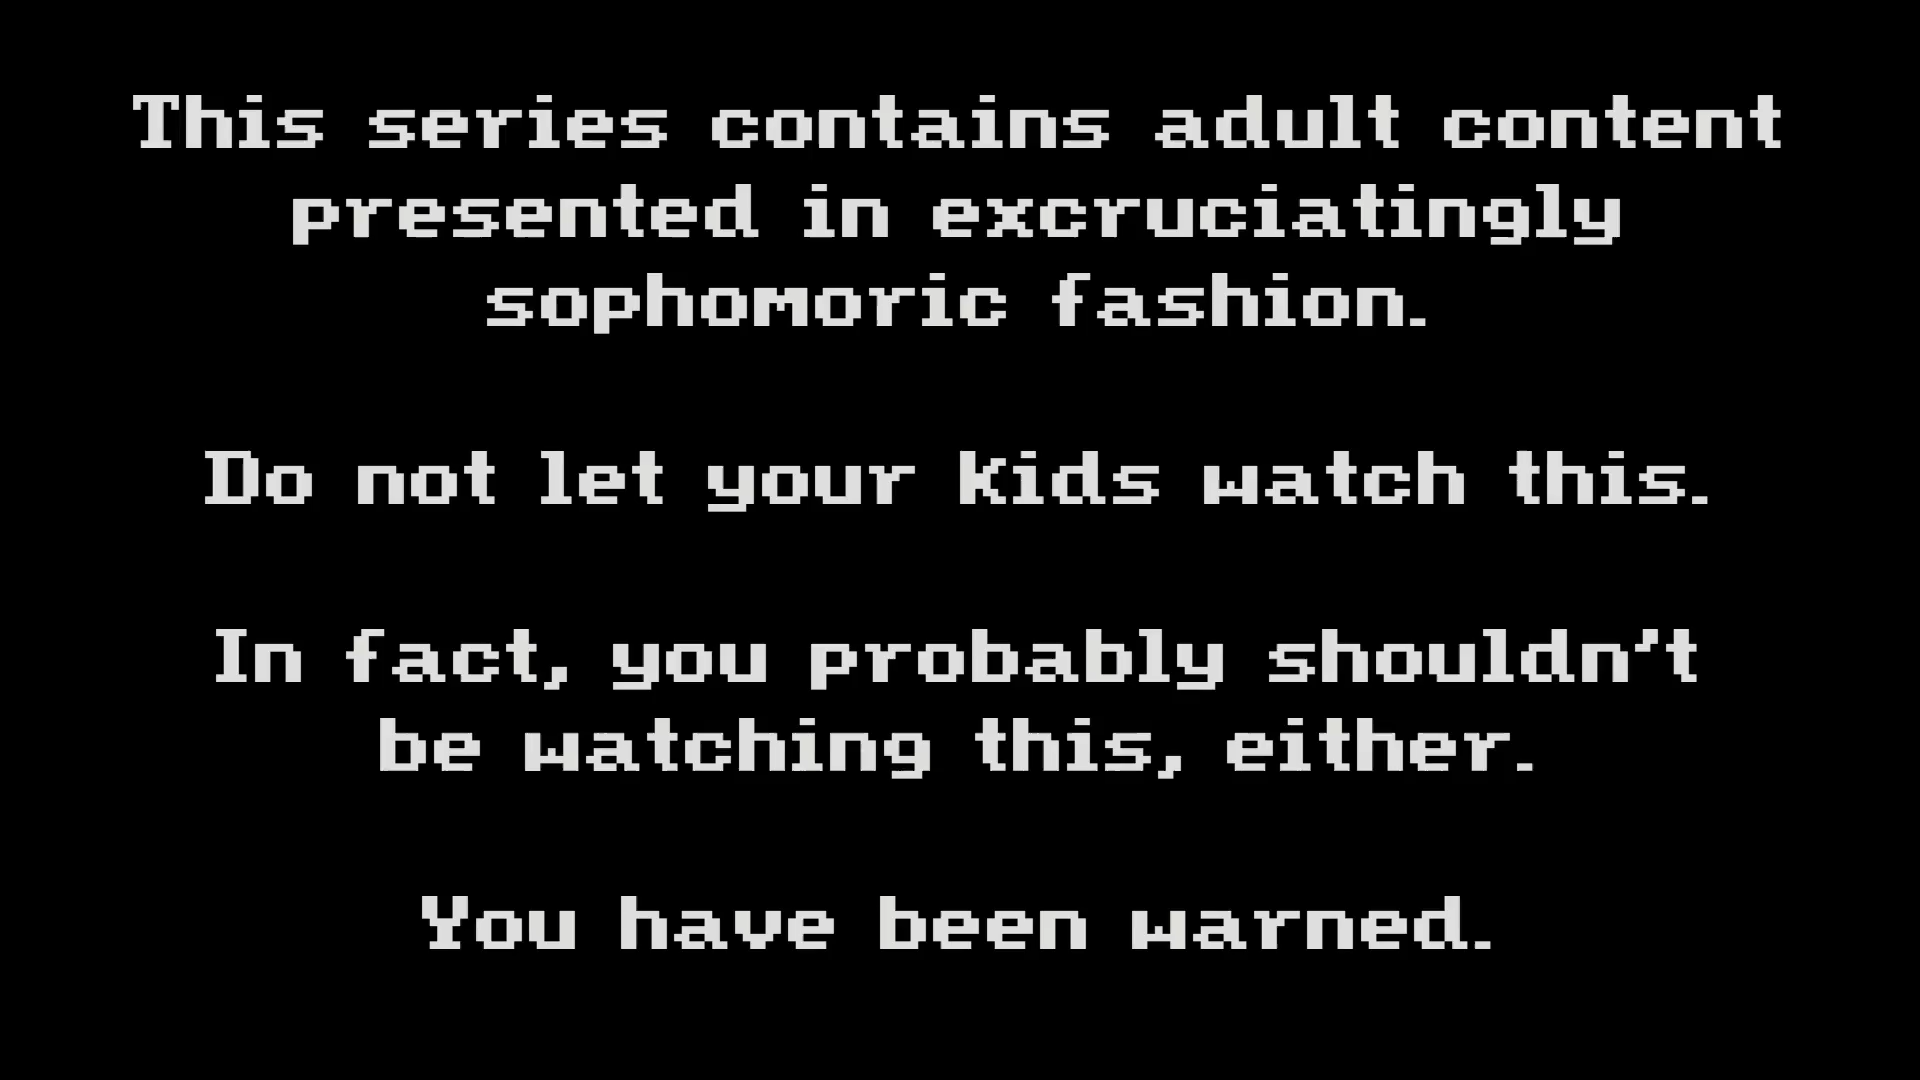 This series contains adult content
presented in excruciatingly
sophomoric fashion.
Do not let your kids watch this.
In fact, you probably shouldn't
be watching this, either.
You have been warned.